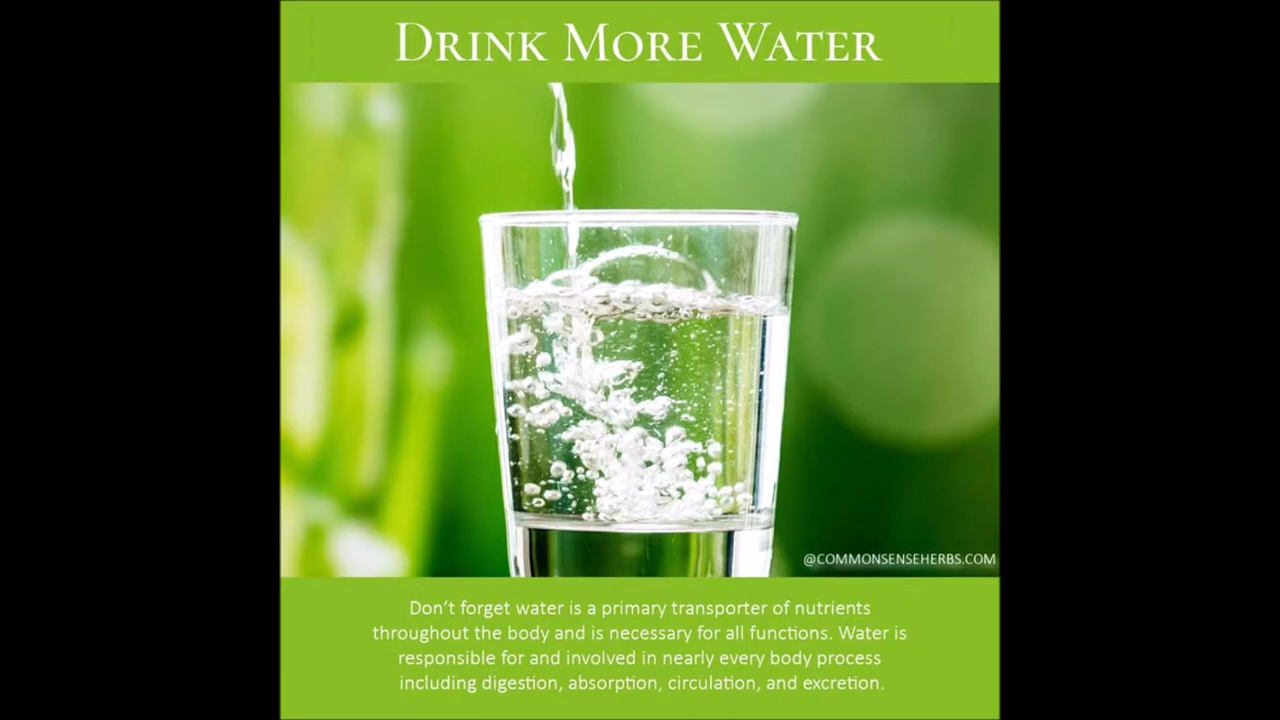 DRINK MORE WATER
@COMMONSENSEHERBS.COM
Don't forget water is a primary transporter of nutrients
throughout the body and is necessary for all functions. Water is
responsible for and involved in nearly every body process
including digestion, absorption, circulation, and excretion.